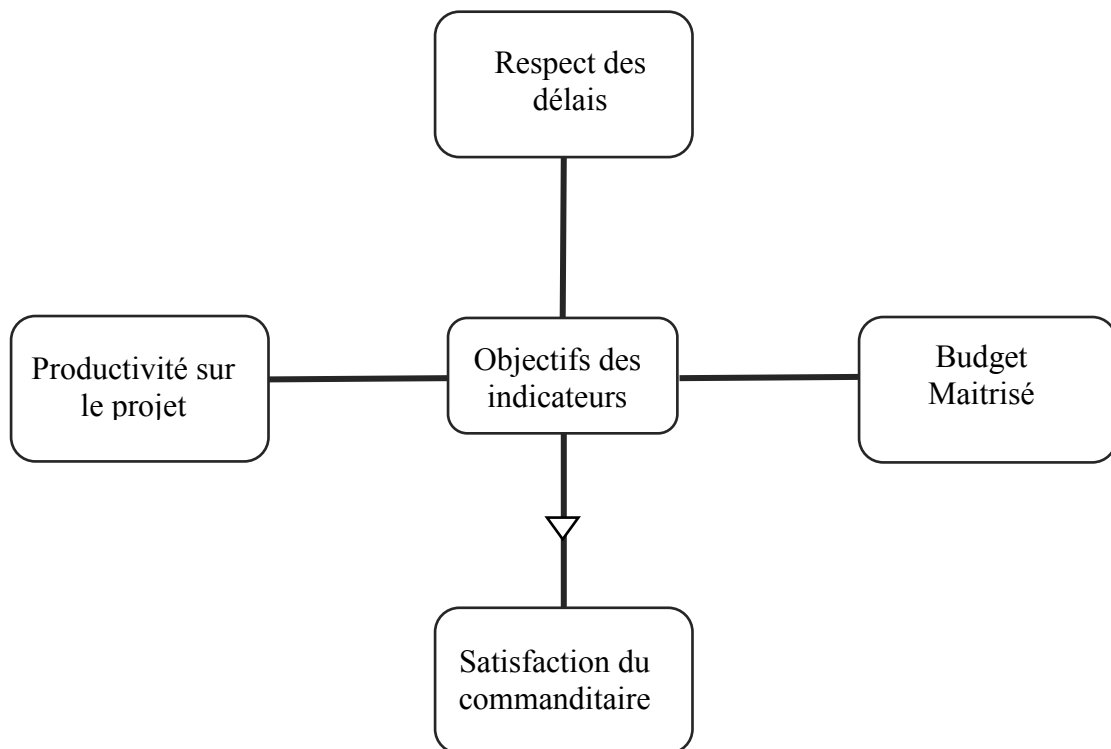 Respect des
délais
Productivité sur
le projet
Objectifs des
indicateurs
Budget
Maitrisé
Satisfaction du
commanditaire